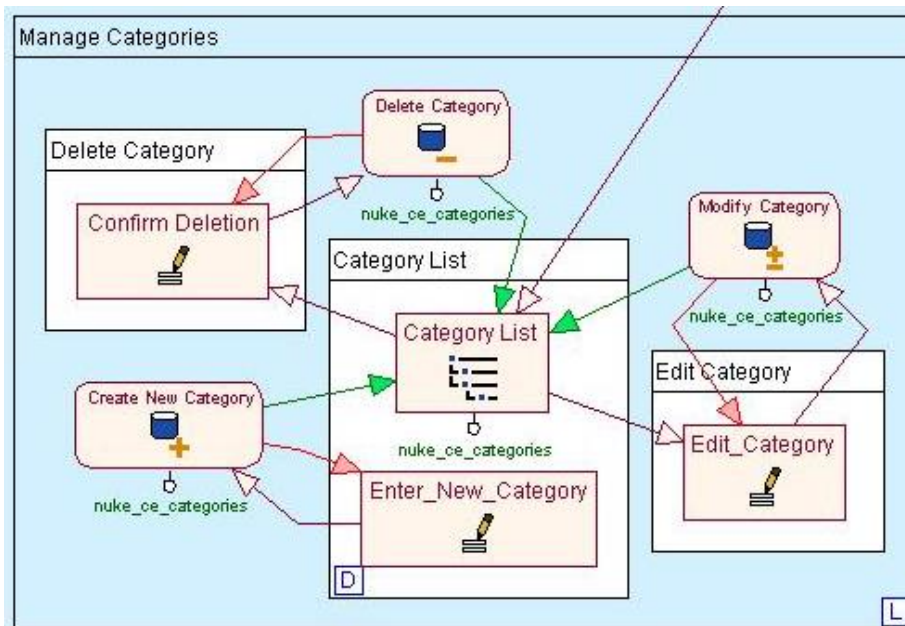 Manage Categories
Delete Category
nuke_ce_categories
Delete Category
Confirm Deletion
Modify Category
nuke_ce_categories
Category List
Category List
nuke_ce_categories
Create New Category
nuke_ce_categories
Enter_New_Category
D
Edit Category
Edit_Category
L